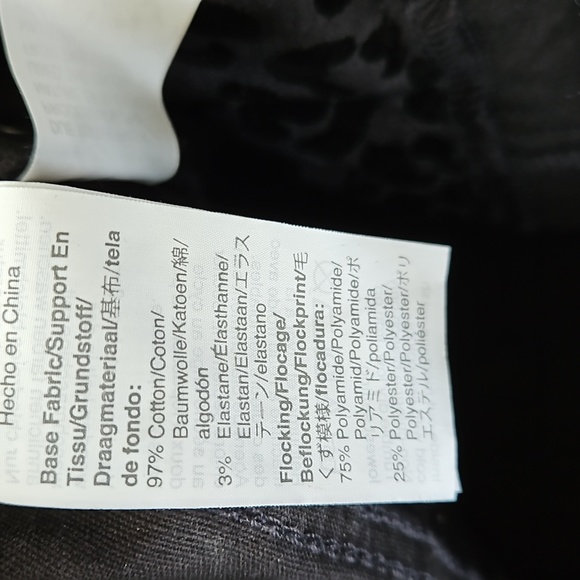 Hecho en China
Base Fabric/Support En
Tissu/Grundstoff/
Draagmateriaal/基布/tela
de fondo:
97% Cotton/Coton/
Baumwolle/Katoen/綿/
algodón
3% Elastane/Élasthanne/
Elastan/Elastaan/エラス
テーン/elastano
Flocking/Flocage/
Beflockung/Flockprint/毛
くず模様/flocadura:
75% Polyamide/Polyamide/
Polyamid/Polyamide/ポ
リアミド/poliamida
25% Polyester/Polyester/
Polyester/Polyester/ポリ
エステル/poliéster